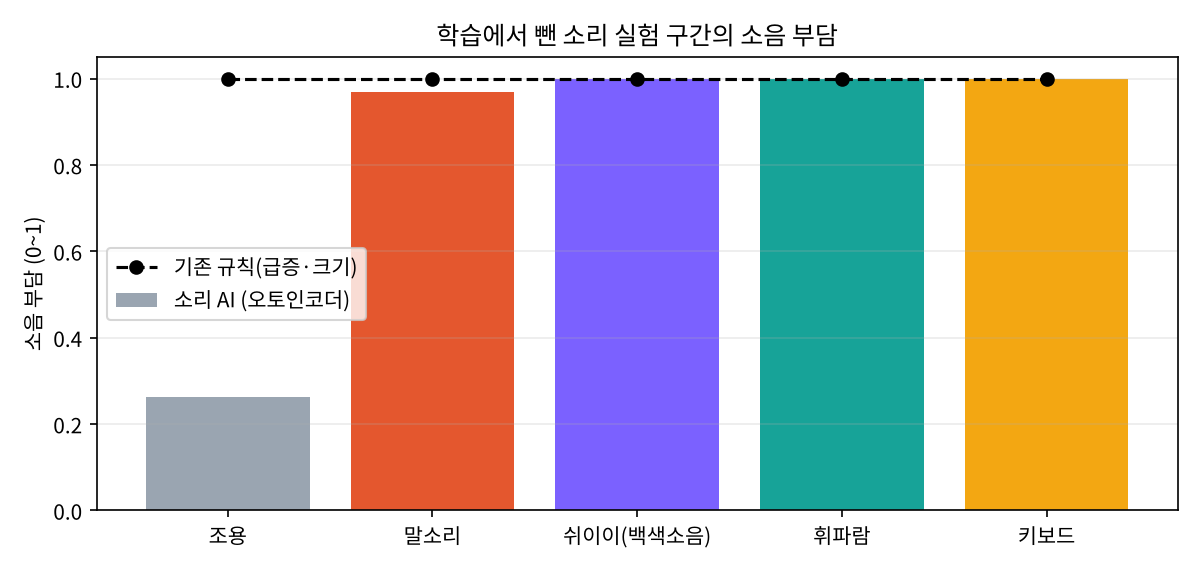 학습에서 뺀 소리 실험 구간의 소음 부담
소음 부담 (0~1)
1.0
0.8
0.6
0.4
0.2
0.0
기존 규칙(급증·크기)
소리 AI (오토인코더)
조용
말소리
쉬이이(백색소음)
휘파람
키보드